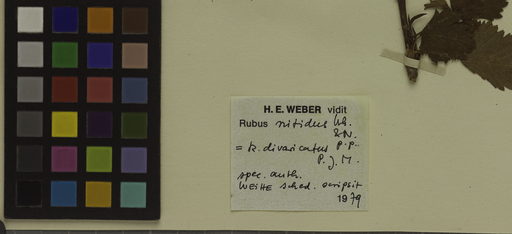 H. E. WEBER vidit
Rubus nitidus Wh.
& N.
= R. divaricatus p.p.
P. J. M.
spec. auth.
WEIHE sched. scripsit
1979